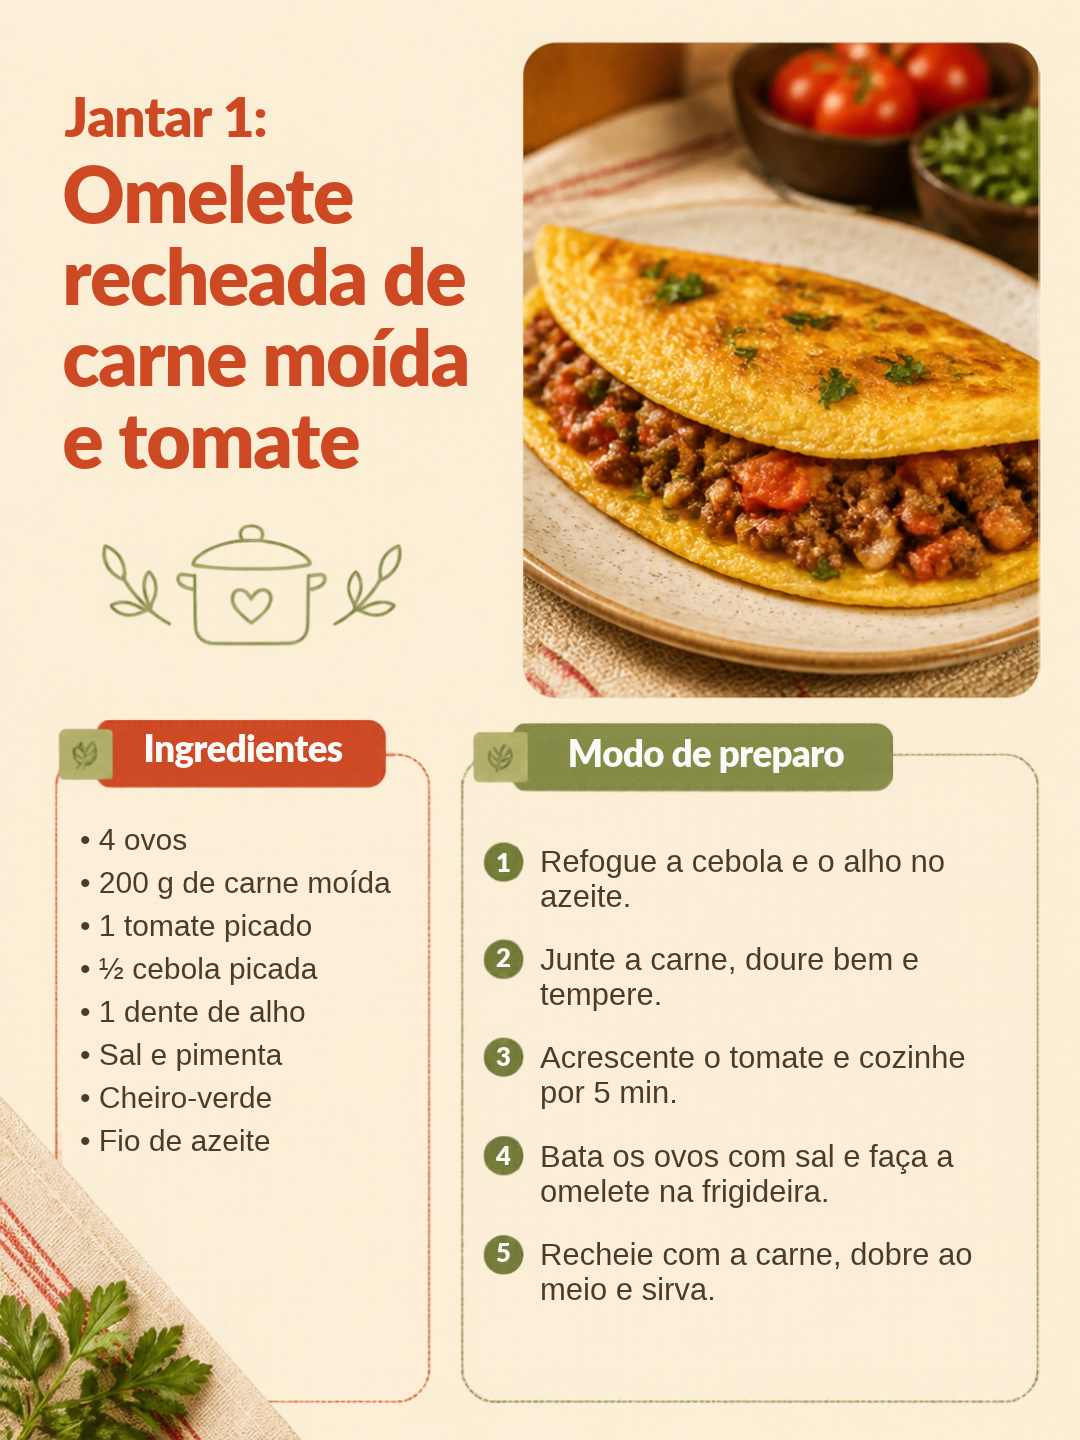 Jantar 1:
Omelete
recheada de
carne moída
e tomate
Ingredientes
• 4 ovos
• 200 g de carne moída
• 1 tomate picado
• ½ cebola picada
• 1 dente de alho
• Sal e pimenta
• Cheiro-verde
• Fio de azeite
Modo de preparo
1 Refogue a cebola e o alho no
azeite.
2 Junte a carne, doure bem e
tempere.
3 Acrescente o tomate e cozinhe
por 5 min.
4 Bata os ovos com sal e faça a
omelete na frigideira.
5 Recheie com a carne, dobre ao
meio e sirva.